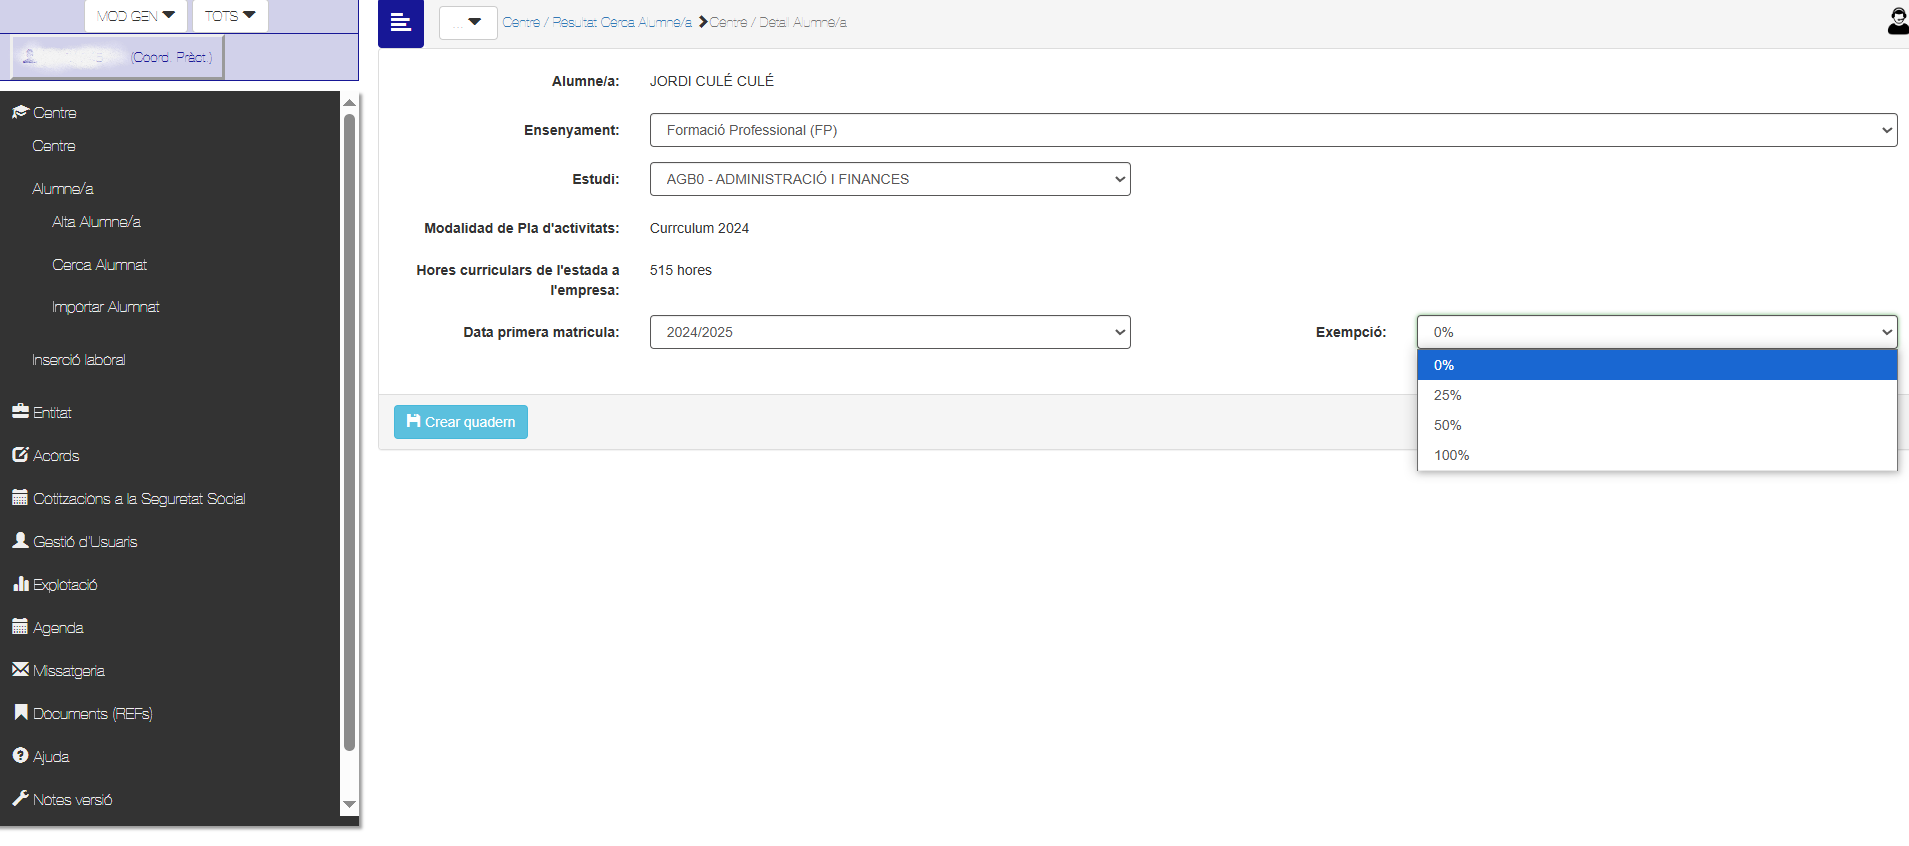 MOD GEN
TOTS
(Coord. Pràct.)
Centre
Centre
Alumne/a
Alta Alumne/a
Cerca Alumnat
Importar Alumnat
Inserció laboral
Entitat
Acords
Cotitzacions a la Seguretat Social
Gestió d'Usuaris
Explotació
Agenda
Missatgeria
Documents (REFs)
Ajuda
Notes versió
... Centre / Resultat Cerca Alumne/a Centre / Detall Alumne/a
Alumne/a: JORDI CULÉ CULÉ
Ensenyament: Formació Professional (FP)
Estudi: AGB0 - ADMINISTRACIÓ I FINANCES
Modalidad de Pla d'activitats: Currculum 2024
Hores curriculars de l'estada a 515 hores
l'empresa:
Data primera matricula: 2024/2025 Exempció: 0%
0%
25%
50%
100%
Crear quadern